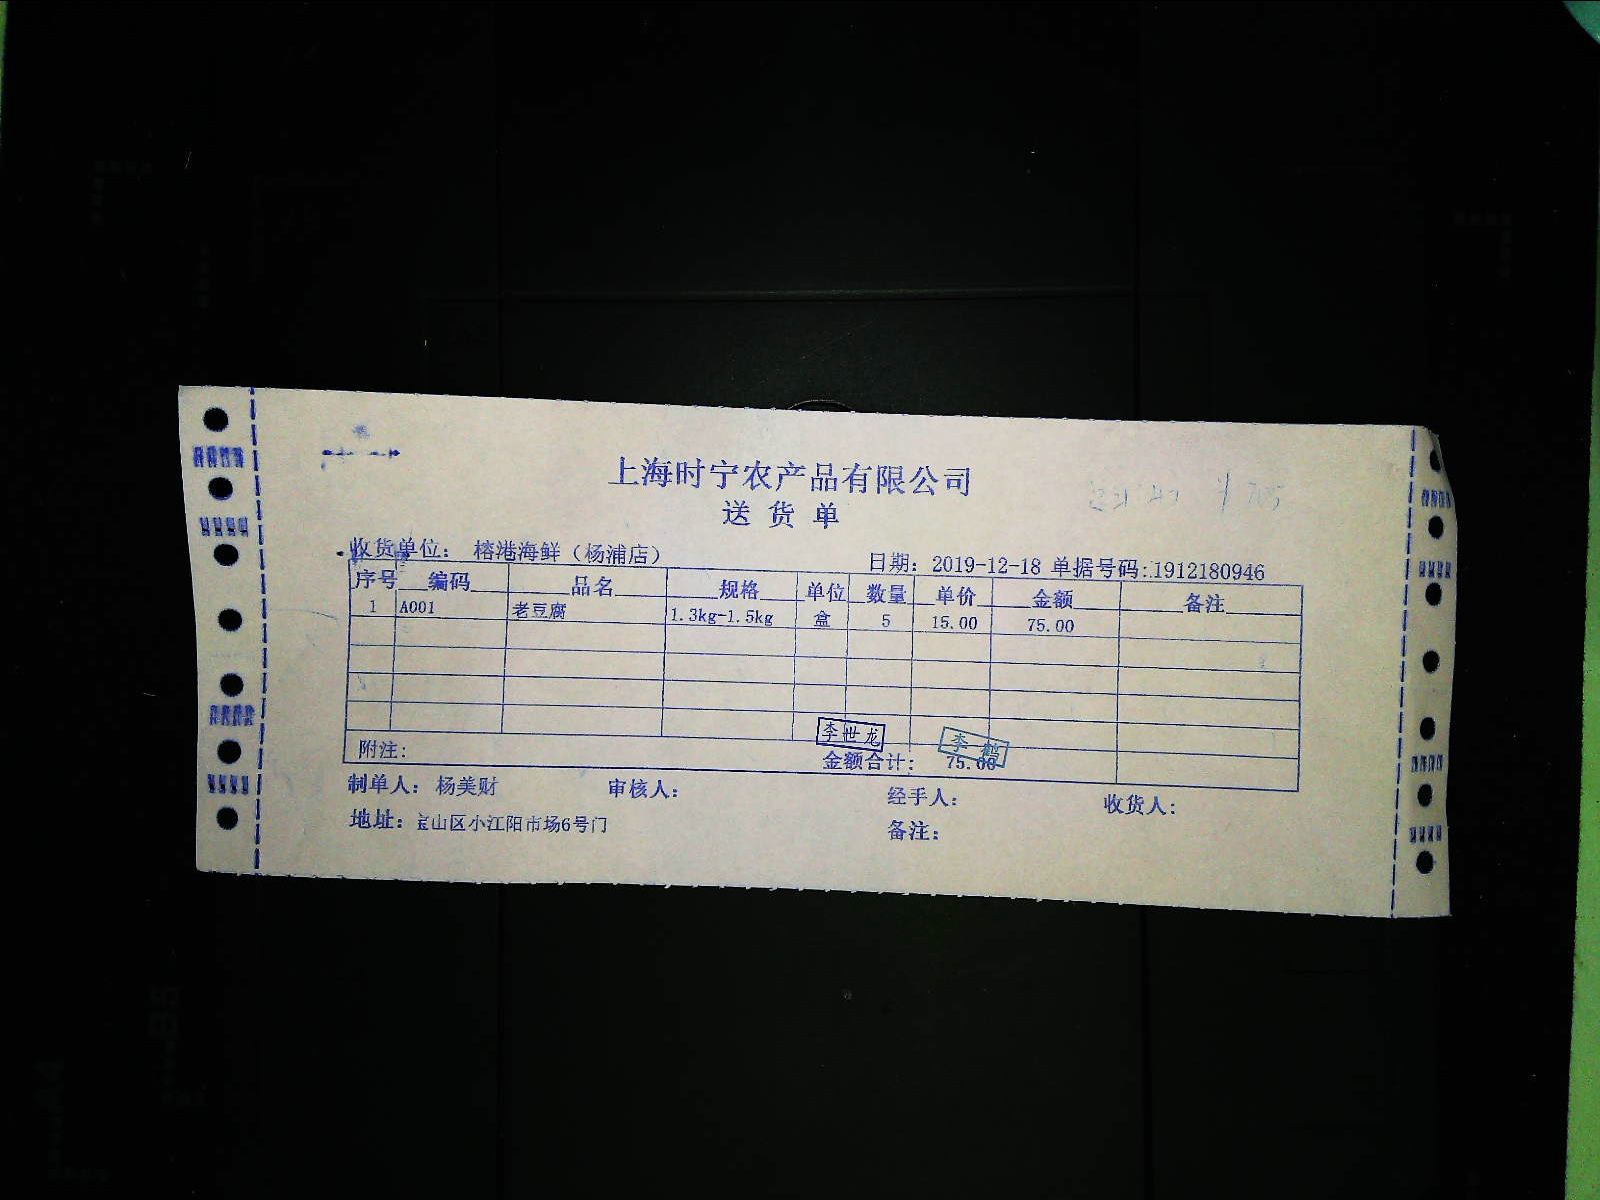 上海时宁农产品有限公司
送货单
收货单位: 榕港海鲜（杨浦店） 日期: 2019-12-18 单据号码:1912180946
序号 编码 品名 规格 单位 数量 单价 金额 备注
1 A001 老豆腐 1.3kg-1.5kg 盒 5 15.00 75.00
李世龙 李鹤
附注: 金额合计: 75.00
制单人: 杨美财 审核人: 经手人: 收货人:
地址: 宝山区小江阳市场6号门 备注: